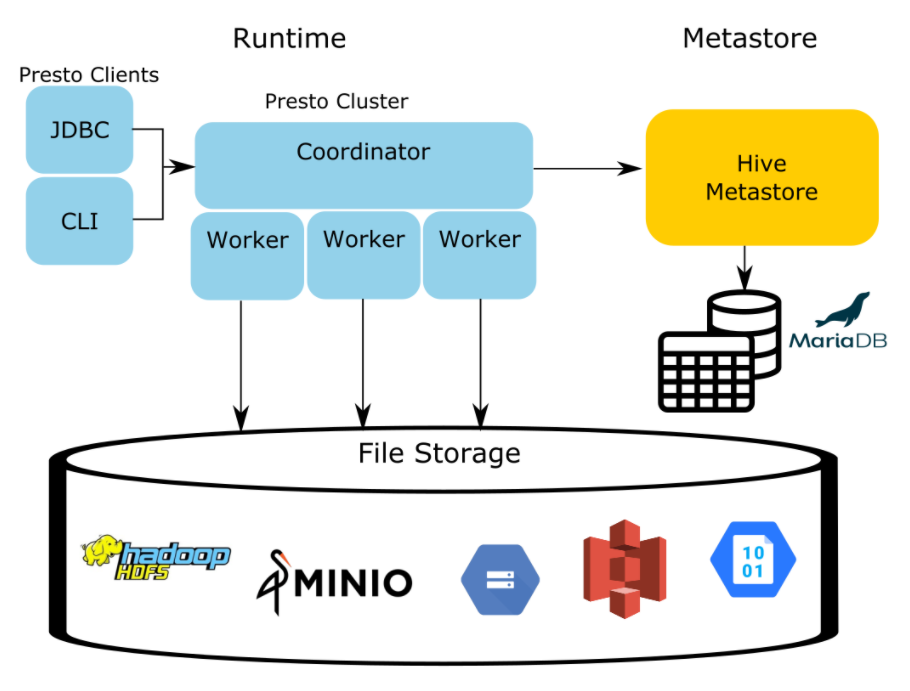 Runtime
Metastore
Presto Clients
JDBC
CLI
Presto Cluster
Coordinator
Worker
Worker
Worker
Hive
Metastore
MariaDB
File Storage
hadoop
HDFS
MINIO
10
01